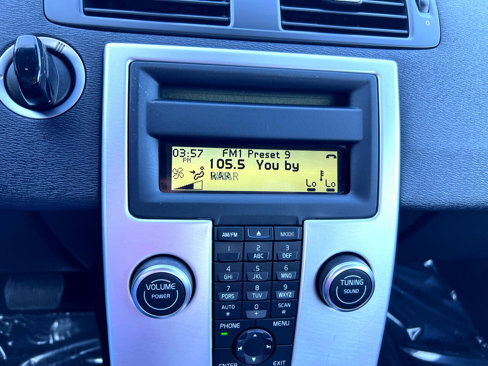 03:57 FM1 Preset 9
PM
105.5 You by
Lo Lo
AM/FM MODE
1 2 ABC 3 DEF
4 GHI 5 JKL 6 MNO
7 PQRS 8 TUV 9 WXYZ
AUTO * 0 + SCAN #
VOLUME
POWER
TUNING
SOUND
PHONE MENU
ENTER EXIT